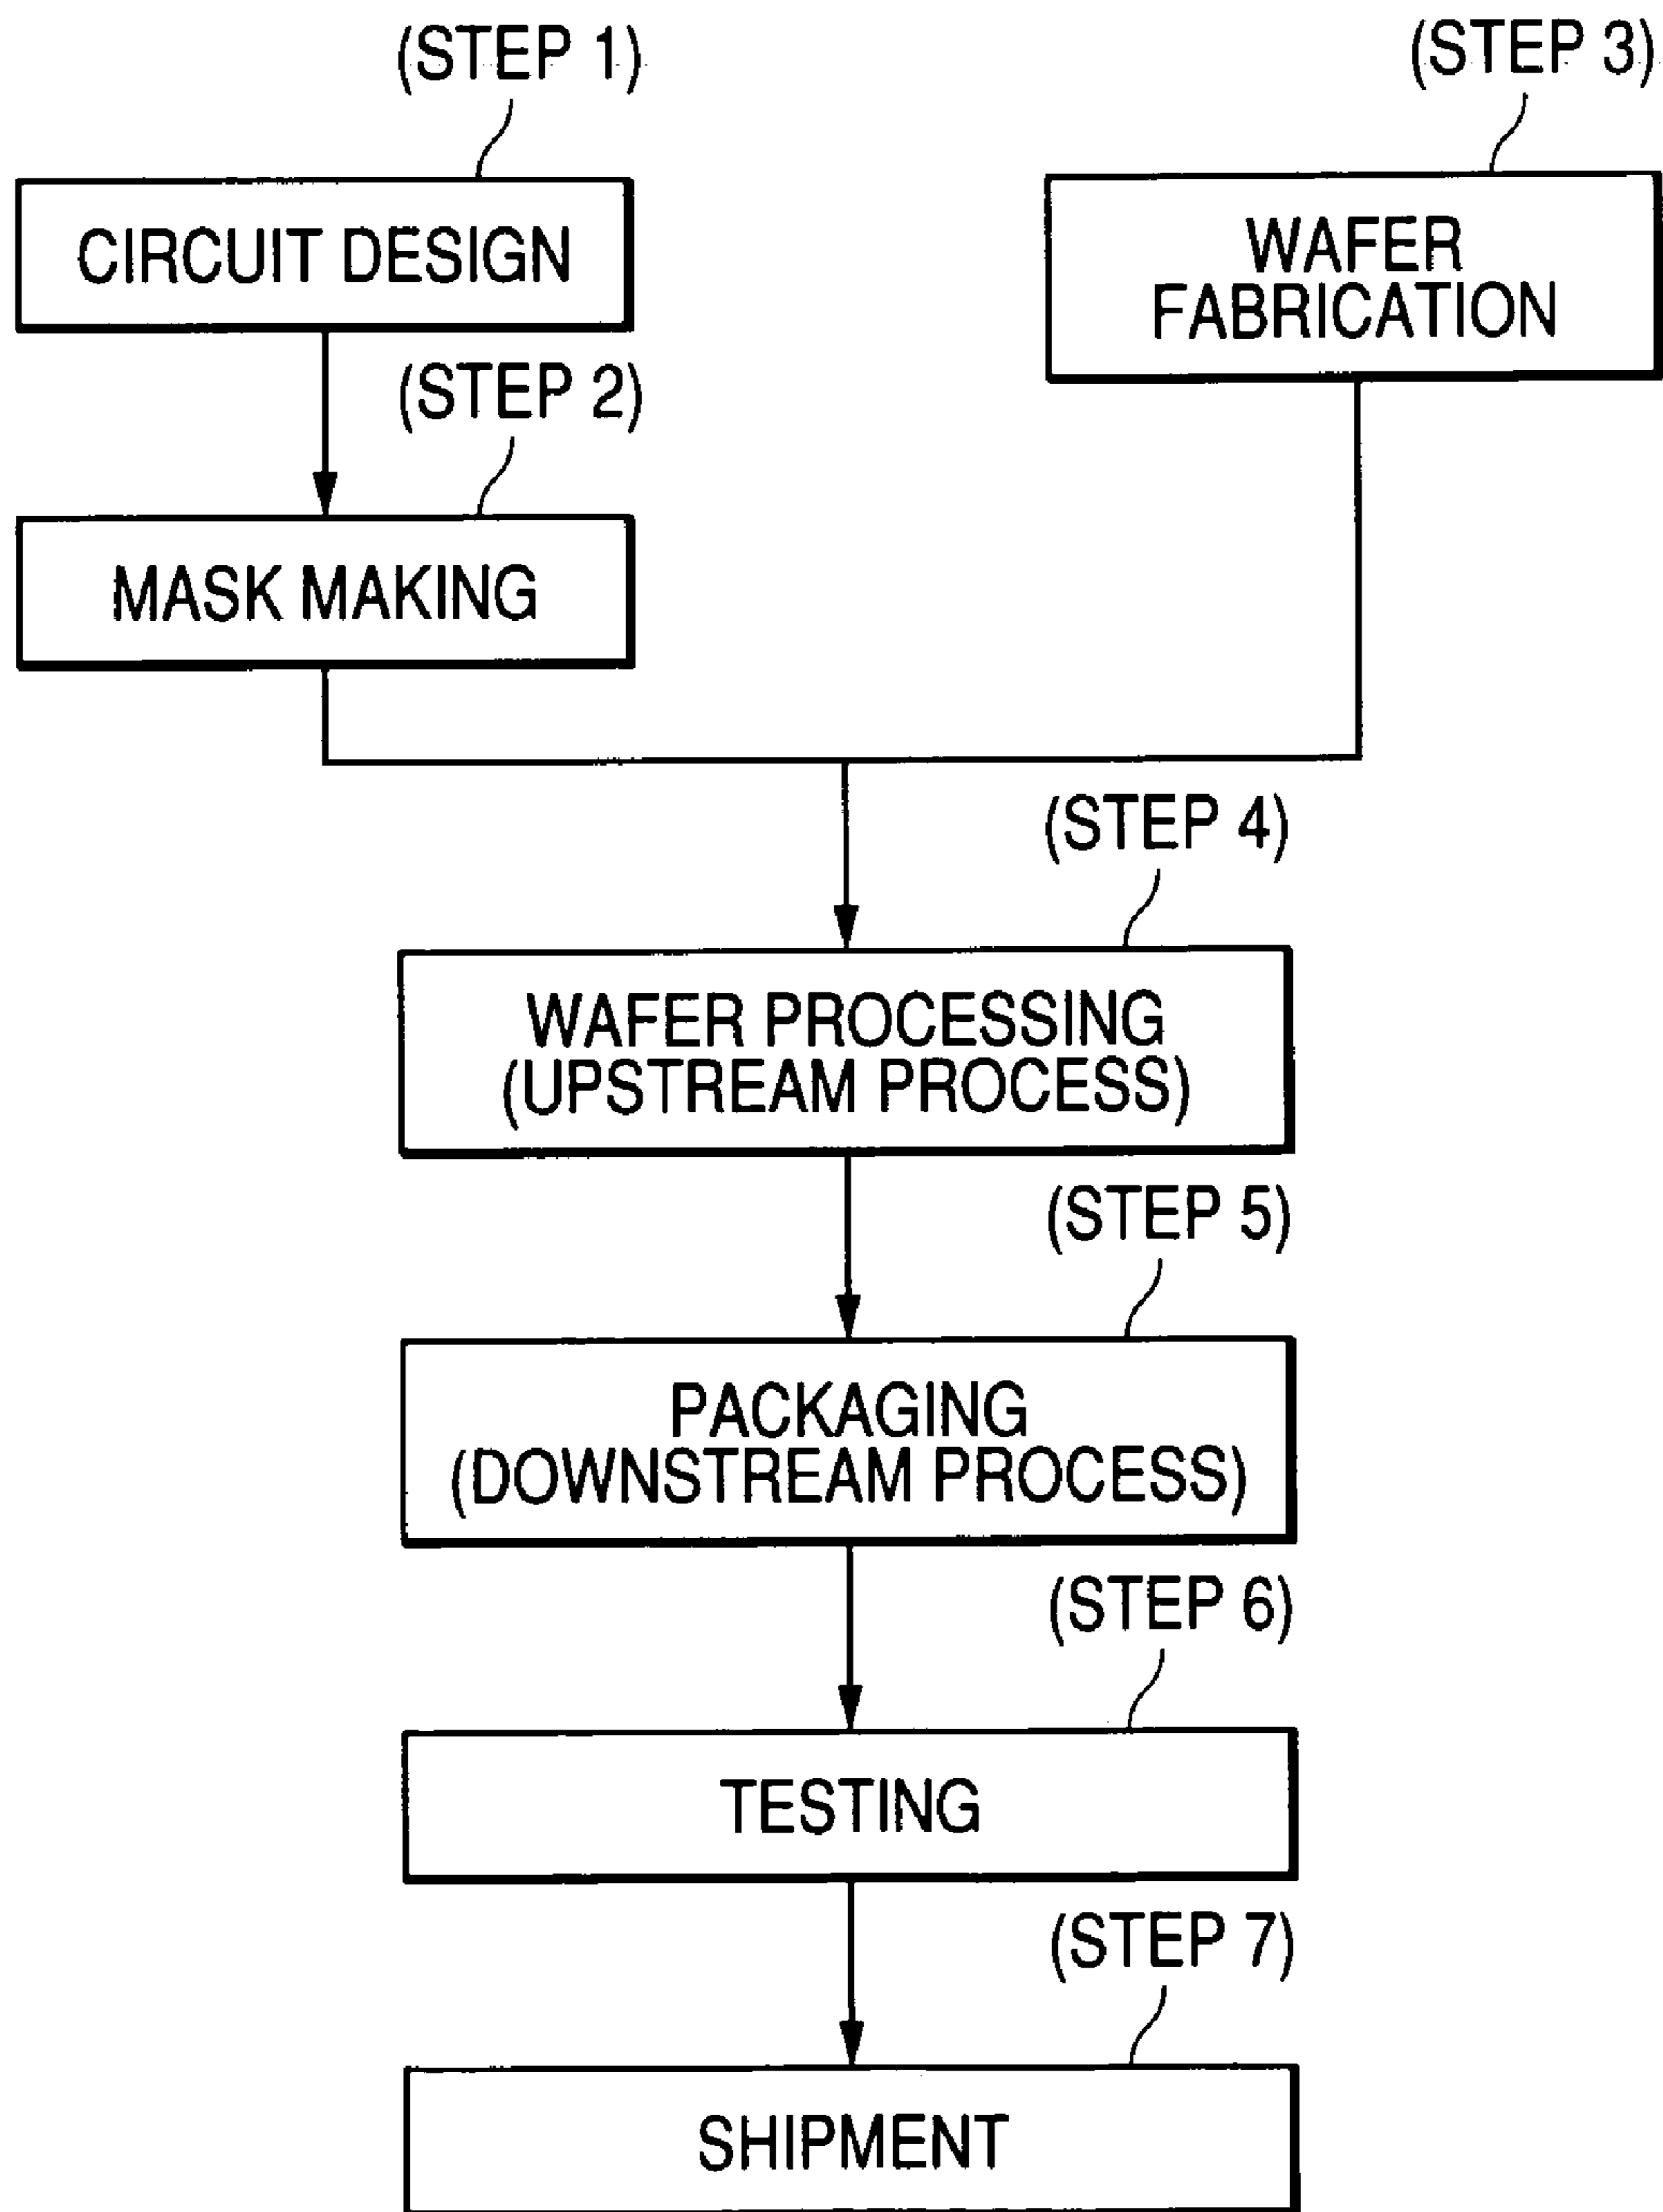 (STEP 1)
CIRCUIT DESIGN
(STEP 2)
MASK MAKING
(STEP 3)
WAFER
FABRICATION
(STEP 4)
WAFER PROCESSING
(UPSTREAM PROCESS)
(STEP 5)
PACKAGING
(DOWNSTREAM PROCESS)
(STEP 6)
TESTING
(STEP 7)
SHIPMENT